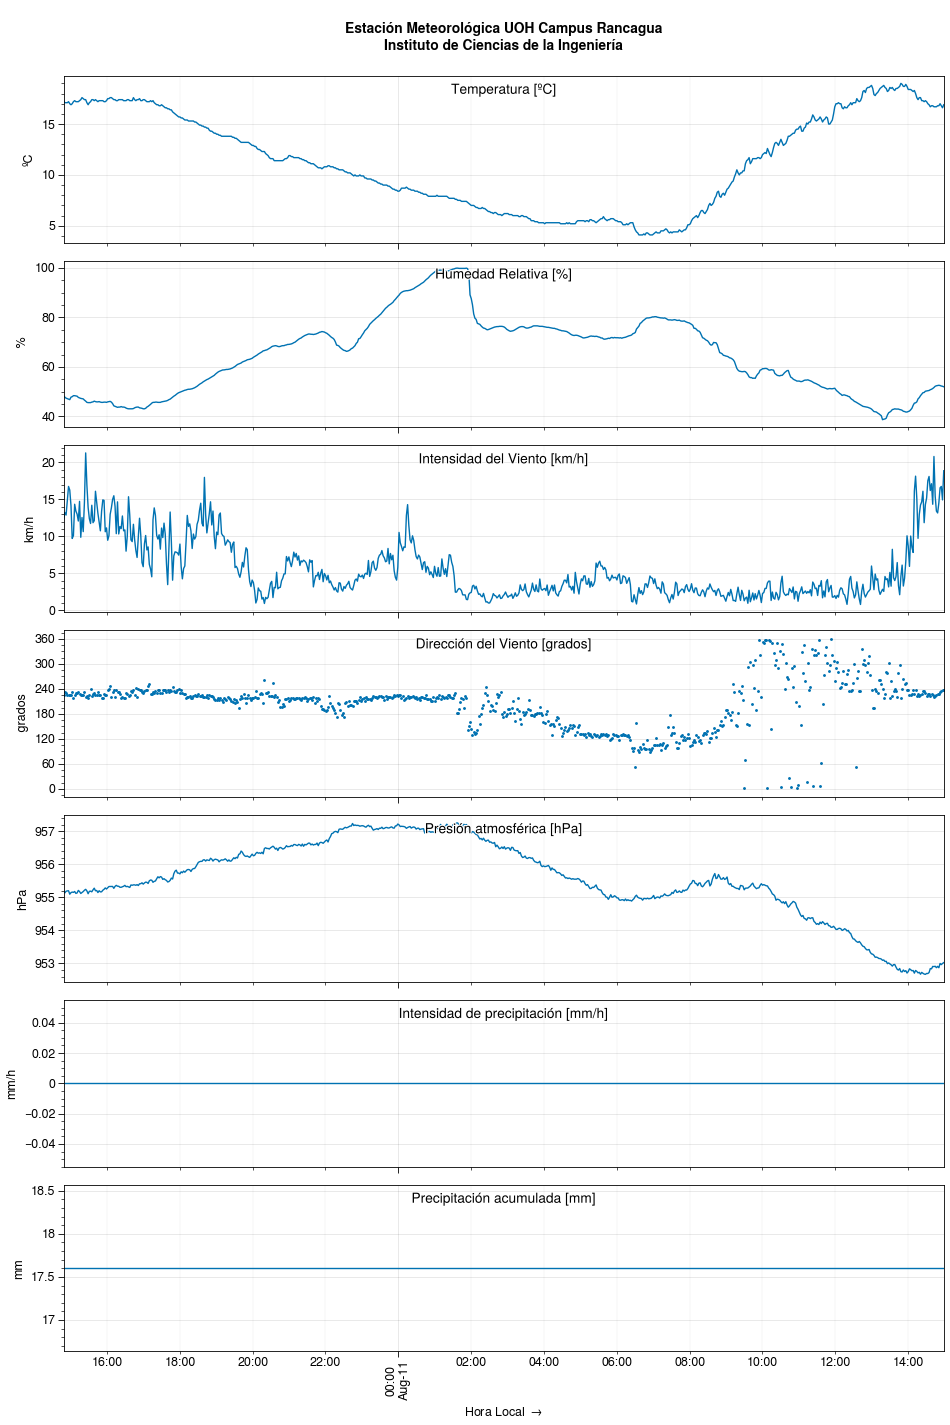 Estación Meteorológica UOH Campus Rancagua
Instituto de Ciencias de la Ingeniería
Temperatura [ºC]
15
10
5
ºC
Humedad Relativa [%]
100
80
60
40
%
Intensidad del Viento [km/h]
20
15
10
5
0
km/h
Dirección del Viento [grados]
360
300
240
180
120
60
0
grados
Presión atmosférica [hPa]
957
956
955
954
953
hPa
Intensidad de precipitación [mm/h]
0.04
0.02
0
−0.02
−0.04
mm/h
Precipitación acumulada [mm]
18.5
18
17.5
17
mm
16:00 18:00 20:00 22:00 00:00 02:00 04:00 06:00 08:00 10:00 12:00 14:00
Aug-11
Hora Local →